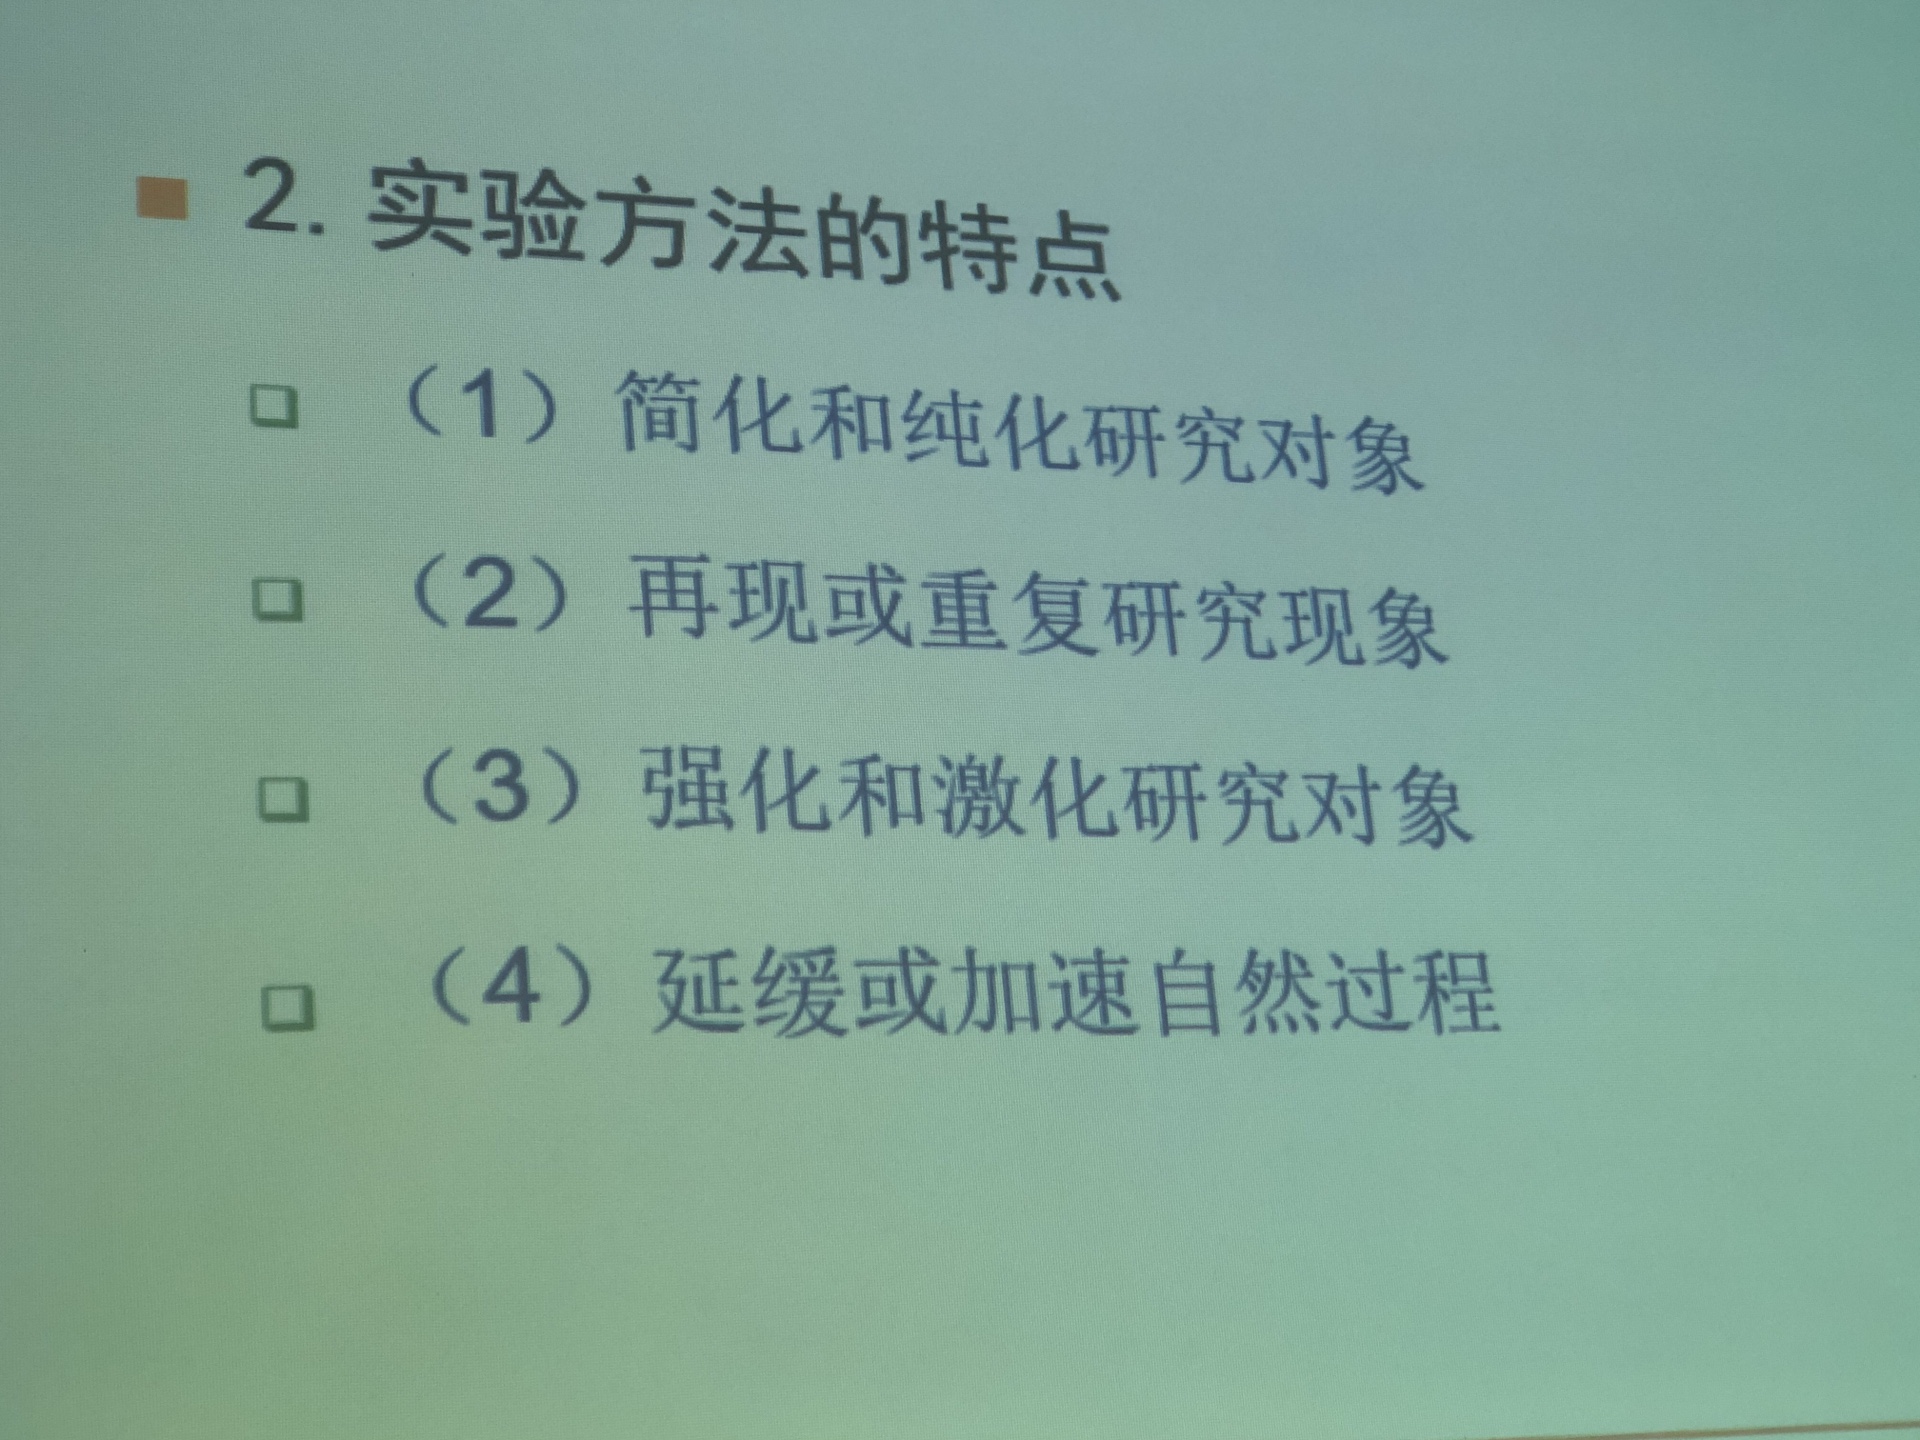 2. 实验方法的特点
（1）简化和纯化研究对象
（2）再现或重复研究现象
（3）强化和激化研究对象
（4）延缓或加速自然过程